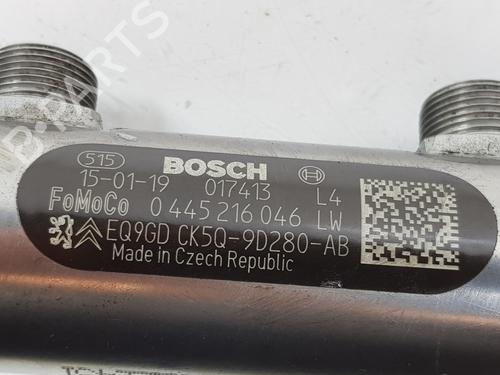 515 BOSCH
15-01-19 017413 L4
FoMoCo 0 445 216 046 LW
EQ9GD CK5Q-9D280-AB
Made in Czech Republic
B-PARTS